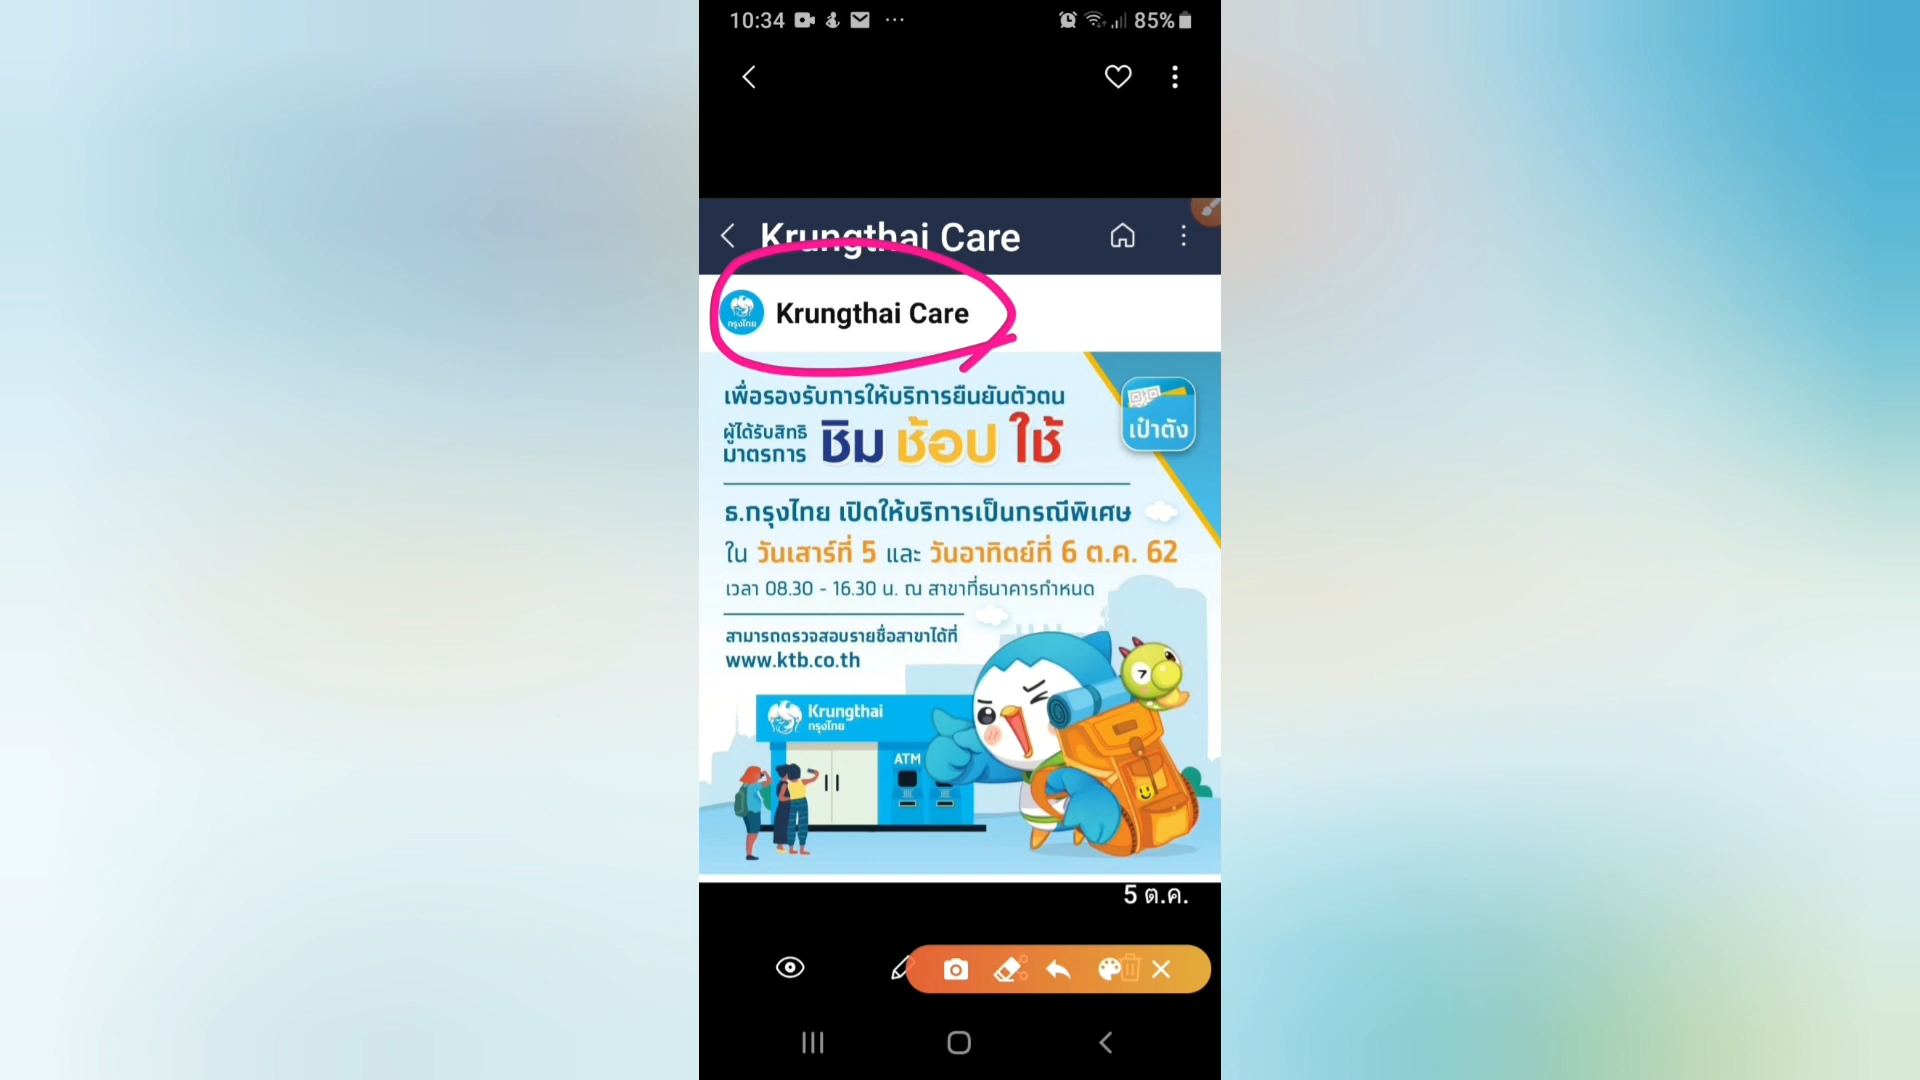 10:34
85%
Krungthai Care
กรุงไทย
Krungthai Care
เพื่อรองรับการให้บริการยืนยันตัวตน
ผู้ได้รับสิทธิ
มาตรการ
ชิม ช้อป ใช้
เป๋าตัง
ธ.กรุงไทย เปิดให้บริการเป็นกรณีพิเศษ
ใน วันเสาร์ที่ 5 และ วันอาทิตย์ที่ 6 ต.ค. 62
เวลา 08.30 - 16.30 น. ณ สาขาที่ธนาคารกำหนด
สามารถตรวจสอบรายชื่อสาขาได้ที่
www.ktb.co.th
Krungthai
กรุงไทย
ATM
5 ต.ค.